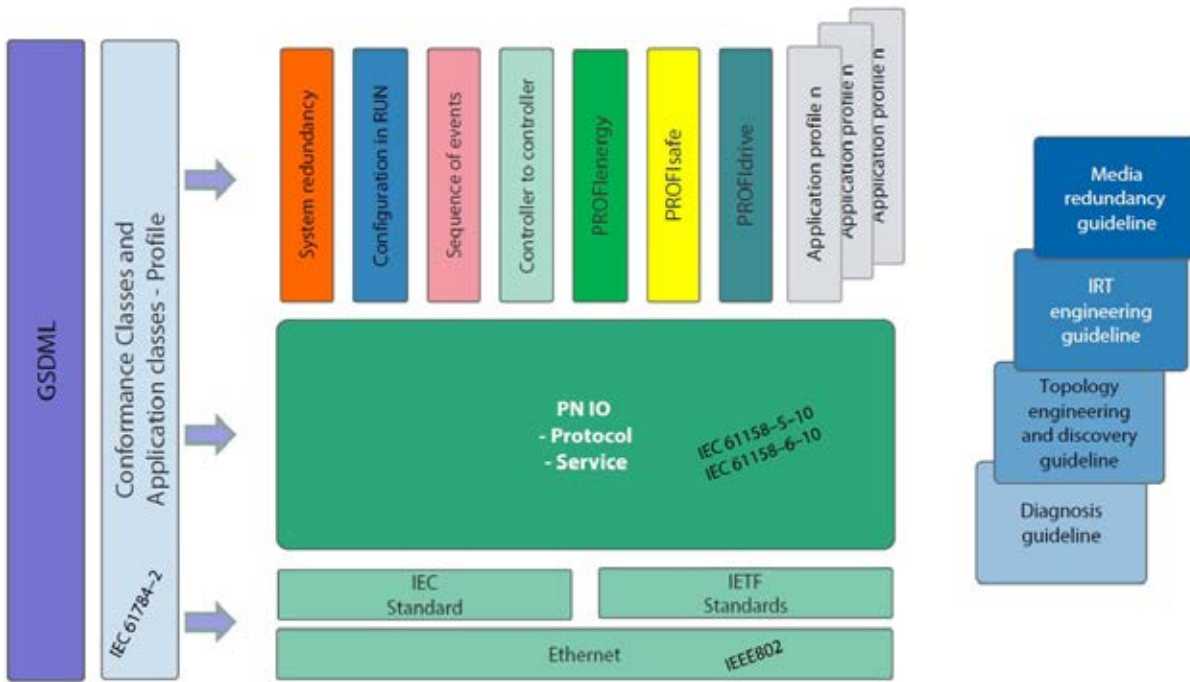 GSDML
Conformance Classes and
Application classes - Profile
IEC 61784–2
System redundancy
Configuration in RUN
Sequence of events
Controller to controller
PROFIenergy
PROFIsafe
PROFIdrive
Application profile n
Application profile n
Application profile n
PN IO
- Protocol
- Service
IEC 61158–5–10
IEC 61158–6–10
IEC
Standard
IETF
Standards
Ethernet
IEEE802
Media
redundancy
guideline
IRT
engineering
guideline
Topology
engineering
and discovery
guideline
Diagnosis
guideline